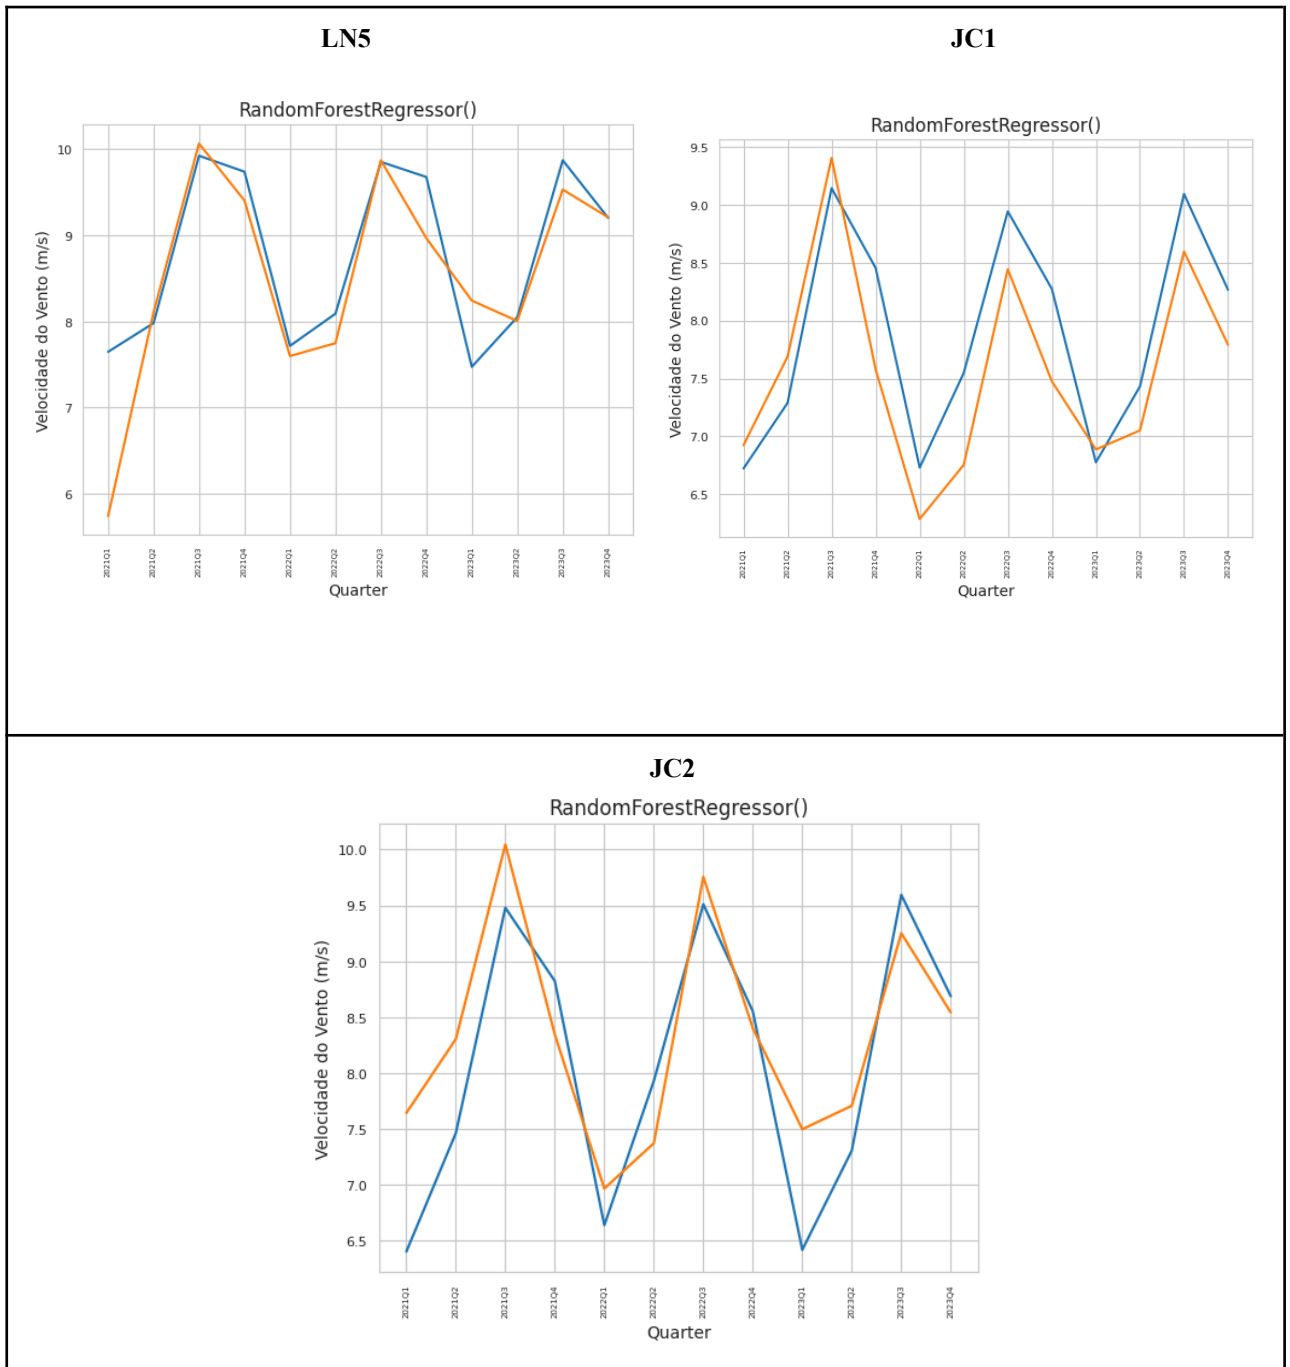 LN5
RandomForestRegressor()
10
9
8
7
6
Velocidade do Vento (m/s)
2021Q1
2021Q2
2021Q3
2021Q4
2022Q1
2022Q2
2022Q3
2022Q4
2023Q1
2023Q2
2023Q3
2023Q4
Quarter
JC1
RandomForestRegressor()
9.5
9.0
8.5
8.0
7.5
7.0
6.5
Velocidade do Vento (m/s)
2021Q1
2021Q2
2021Q3
2021Q4
2022Q1
2022Q2
2022Q3
2022Q4
2023Q1
2023Q2
2023Q3
2023Q4
Quarter
JC2
RandomForestRegressor()
10.0
9.5
9.0
8.5
8.0
7.5
7.0
6.5
Velocidade do Vento (m/s)
2021Q1
2021Q2
2021Q3
2021Q4
2022Q1
2022Q2
2022Q3
2022Q4
2023Q1
2023Q2
2023Q3
2023Q4
Quarter